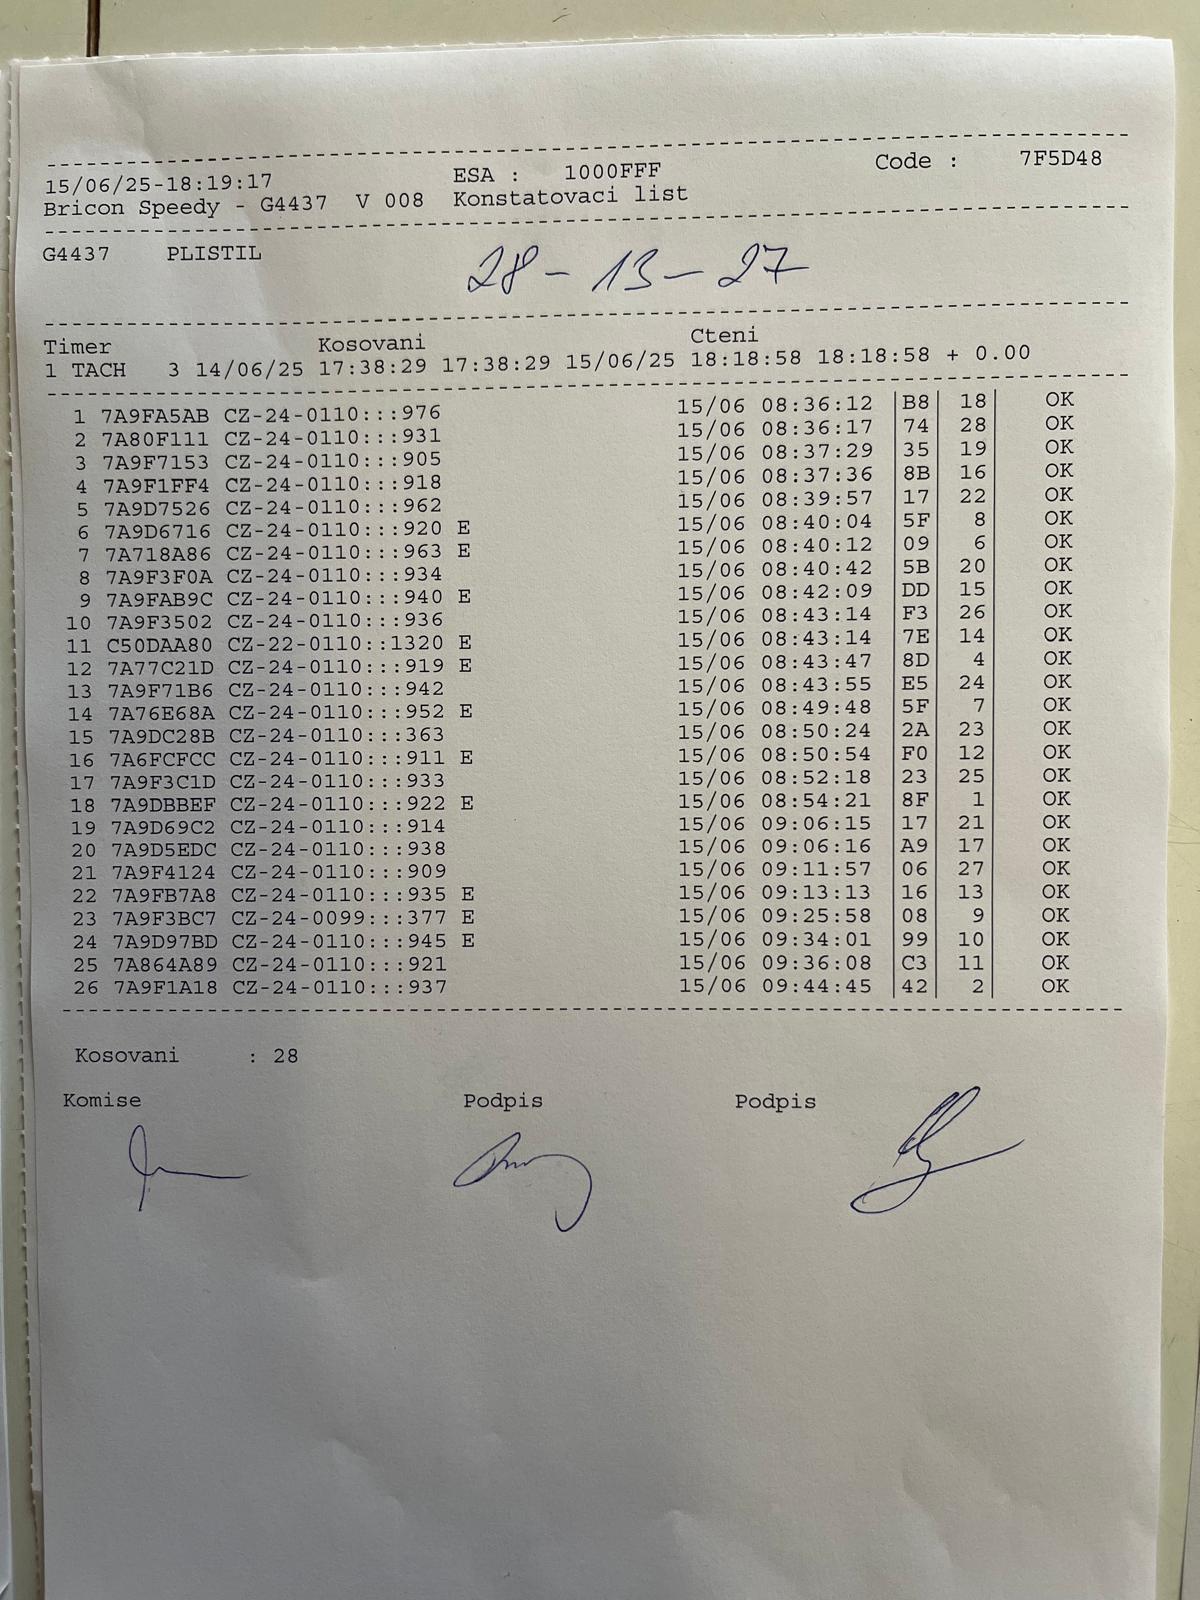 15/06/25-18:19:17 ESA : 1000FFF Code : 7F5D48
Bricon Speedy - G4437 V 008 Konstatovaci list
G4437 PLISTIL
28-13-27
Timer Kosovani Cteni
1 TACH 3 14/06/25 17:38:29 17:38:29 15/06/25 18:18:58 18:18:58 + 0.00
1 7A9FA5AB CZ-24-0110:::976 15/06 08:36:12 B8 18 OK
2 7A80F111 CZ-24-0110:::931 15/06 08:36:17 74 28 OK
3 7A9F7153 CZ-24-0110:::905 15/06 08:37:29 35 19 OK
4 7A9F1FF4 CZ-24-0110:::918 15/06 08:37:36 8B 16 OK
5 7A9D7526 CZ-24-0110:::962 15/06 08:39:57 17 22 OK
6 7A9D6716 CZ-24-0110:::920 E 15/06 08:40:04 5F 8 OK
7 7A718A86 CZ-24-0110:::963 E 15/06 08:40:12 09 6 OK
8 7A9F3F0A CZ-24-0110:::934 15/06 08:40:42 5B 20 OK
9 7A9FAB9C CZ-24-0110:::940 E 15/06 08:42:09 DD 15 OK
10 7A9F3502 CZ-24-0110:::936 15/06 08:43:14 F3 26 OK
11 C50DAA80 CZ-22-0110::1320 E 15/06 08:43:14 7E 14 OK
12 7A77C21D CZ-24-0110:::919 E 15/06 08:43:47 8D 4 OK
13 7A9F71B6 CZ-24-0110:::942 15/06 08:43:55 E5 24 OK
14 7A76E68A CZ-24-0110:::952 E 15/06 08:49:48 5F 7 OK
15 7A9DC28B CZ-24-0110:::363 15/06 08:50:24 2A 23 OK
16 7A6FCFCC CZ-24-0110:::911 E 15/06 08:50:54 F0 12 OK
17 7A9F3C1D CZ-24-0110:::933 15/06 08:52:18 23 25 OK
18 7A9DBBEF CZ-24-0110:::922 E 15/06 08:54:21 8F 1 OK
19 7A9D69C2 CZ-24-0110:::914 15/06 09:06:15 17 21 OK
20 7A9D5EDC CZ-24-0110:::938 15/06 09:06:16 A9 17 OK
21 7A9F4124 CZ-24-0110:::909 15/06 09:11:57 06 27 OK
22 7A9FB7A8 CZ-24-0110:::935 E 15/06 09:13:13 16 13 OK
23 7A9F3BC7 CZ-24-0099:::377 E 15/06 09:25:58 08 9 OK
24 7A9D97BD CZ-24-0110:::945 E 15/06 09:34:01 99 10 OK
25 7A864A89 CZ-24-0110:::921 15/06 09:36:08 C3 11 OK
26 7A9F1A18 CZ-24-0110:::937 15/06 09:44:45 42 2 OK
Kosovani : 28
Komise Podpis Podpis